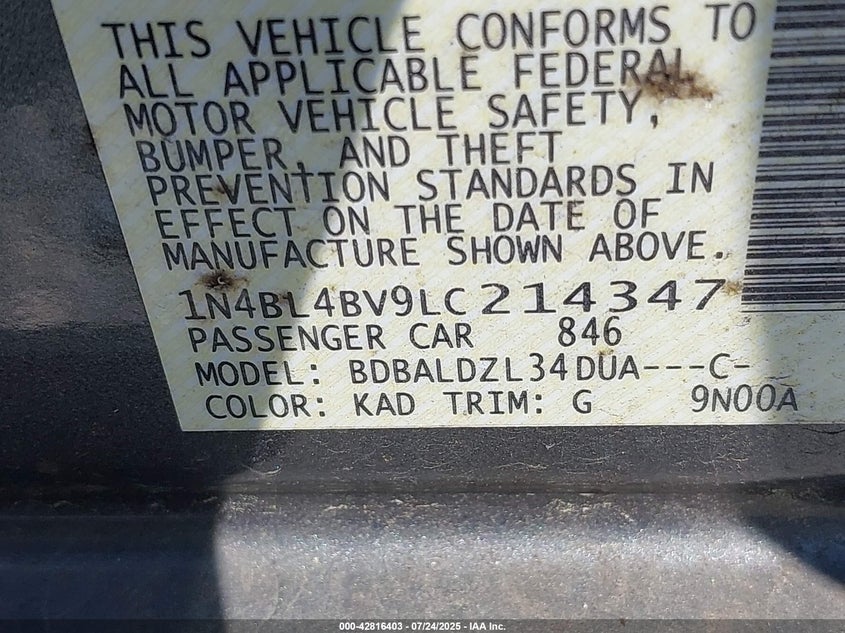 THIS VEHICLE CONFORMS TO
ALL APPLICABLE FEDERAL
MOTOR VEHICLE SAFETY,
BUMPER, AND THEFT
PREVENTION STANDARDS IN
EFFECT ON THE DATE OF
MANUFACTURE SHOWN ABOVE.
1N4BL4BV9LC214347
PASSENGER CAR 846
MODEL: BDBALDZL34DUA---C-
COLOR: KAD TRIM: G 9N00A
000-42816403 - 07/24/2025 - IAA Inc.